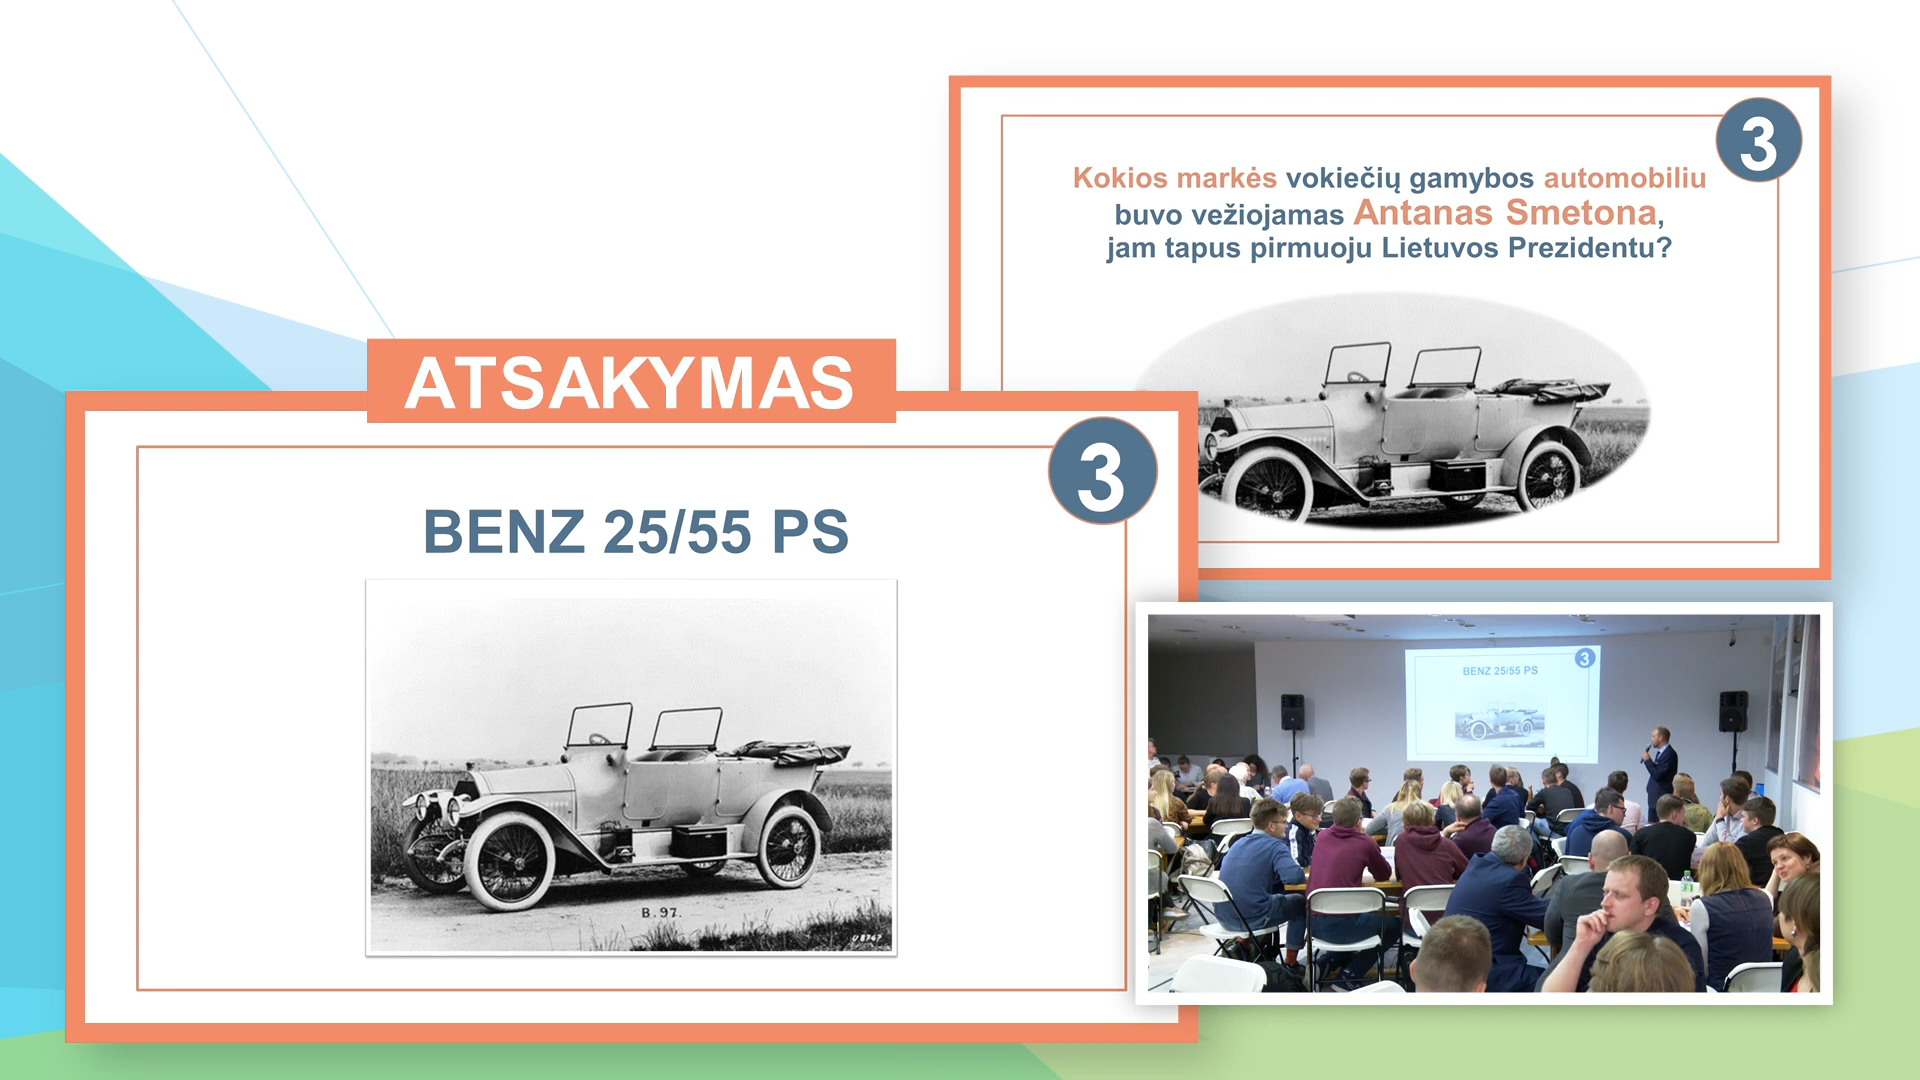 3
Kokios markės vokiečių gamybos automobiliu
buvo vežiojamas Antanas Smetona,
jam tapus pirmuoju Lietuvos Prezidentu?
ATSAKYMAS
3
BENZ 25/55 PS
B.97.
U8767
3
BENZ 25/55 PS